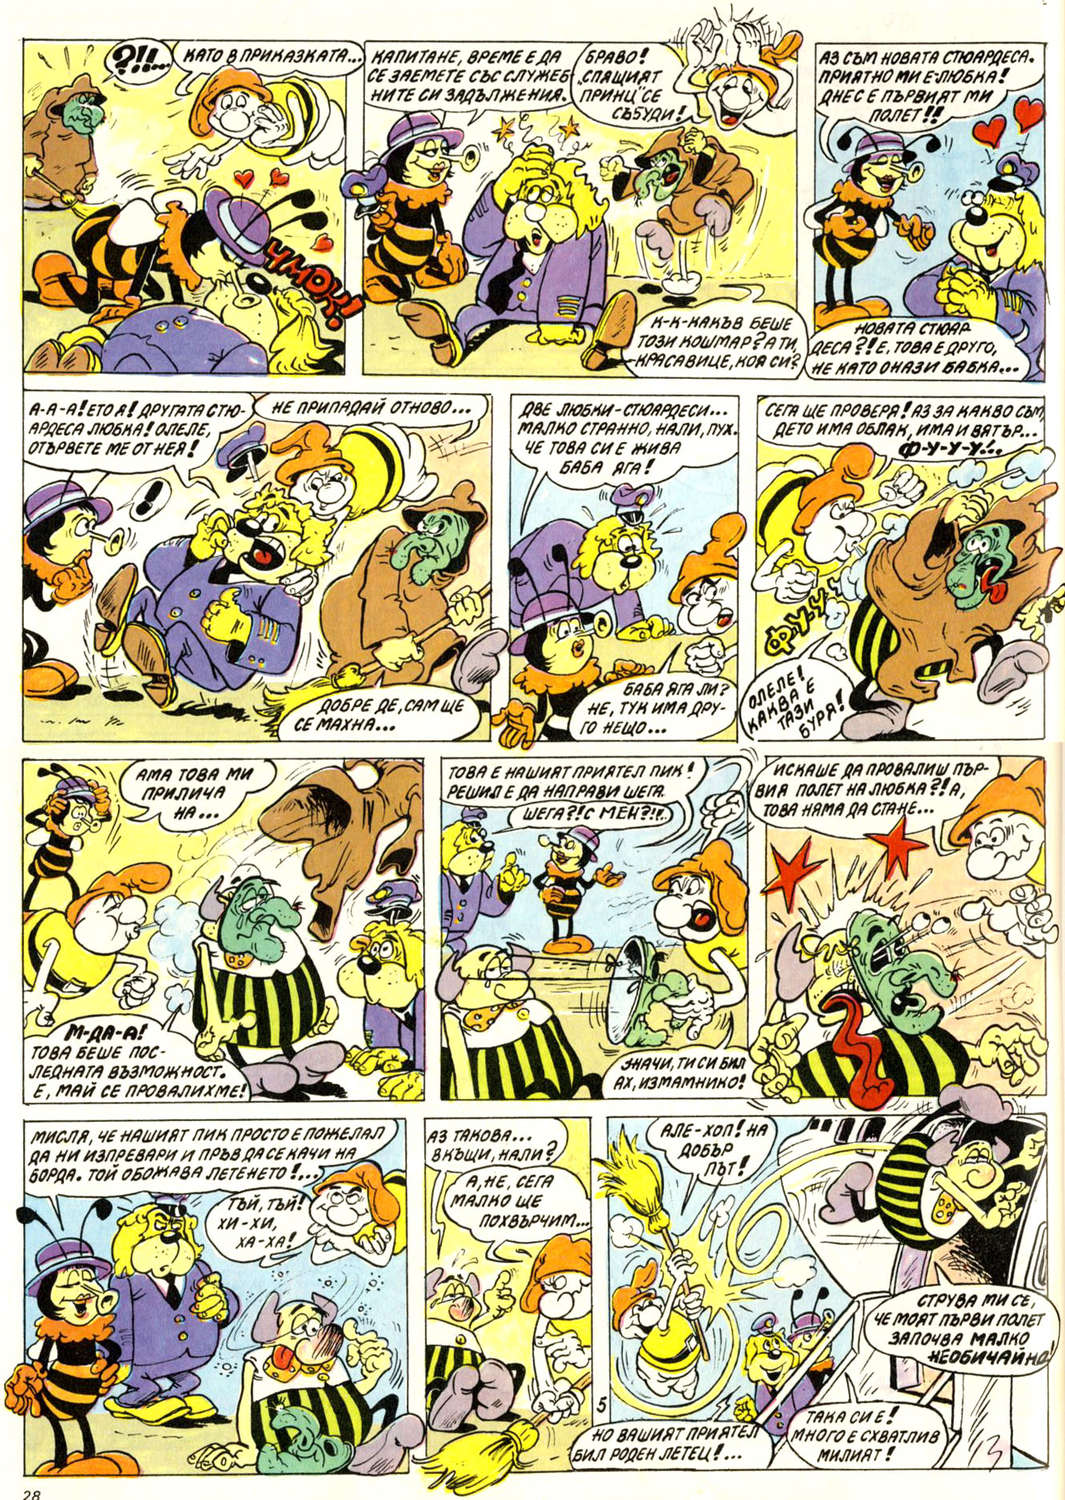 ?!!...
КАТО В ПРИКАЗКАТА...
ЧМОК!
КАПИТАНЕ, ВРЕМЕ Е ДА
СЕ ЗАЕМЕТЕ СЪС СЛУЖЕБ
НИТЕ СИ ЗАДЪЛЖЕНИЯ.
БРАВО!
"СПЯЩИЯТ
ПРИНЦ" СЕ
СЪБУДИ!
К-К-КАКЪВ БЕШЕ
ТОЗИ КОШМАР? А ТИ,
КРАСАВИЦЕ, КОЯ СИ?
АЗ СЪМ НОВАТА СТЮАРДЕСА.
ПРИЯТНО МИ Е-ЛЮБКА!
ДНЕС Е ПЪРВИЯТ МИ
ПОЛЕТ!!
НОВАТА СТЮАР
ДЕСА?! Е, ТОВА Е ДРУГО,
НЕ КАТО ОНАЗИ БАБКА...
А-А-А! ЕТО Я! ДРУГАТА СТЮ-
АРДЕСА ЛЮБКА! ОЛЕЛЕ,
ОТЪРВЕТЕ МЕ ОТ НЕЯ!
НЕ ПРИПАДАЙ ОТНОВО...
!
ДОБРЕ ДЕ, САМ ЩЕ
СЕ МАХНА...
ДВЕ ЛЮБКИ-СТЮАРДЕСИ...
МАЛКО СТРАННО, НАЛИ, ПУХ.
ЧЕ ТОВА СИ Е ЖИВА
БАБА ЯГА!
БАБА ЯГА ЛИ?
НЕ, ТУК ИМА ДРУ-
ГО НЕЩО...
СЕГА ЩЕ ПРОВЕРЯ! АЗ ЗА КАКВО СЪМ,
ДЕТО ИМА ОБЛАК, ИМА И ВЯТЪР...
Ф-У-У-У!...
Ф-У-У-У
ОЛЕЛЕ!
КАКВА Е
ТАЗИ
БУРЯ!
АМА ТОВА МИ
ПРИЛИЧА
НА...
М-ДА-А!
ТОВА БЕШЕ ПОС-
ЛЕДНАТА ВЪЗМОЖНОСТ.
Е, МАЙ СЕ ПРОВАЛИХМЕ!
ТОВА Е НАШИЯТ ПРИЯТЕЛ ПИК!
РЕШИЛ Е ДА НАПРАВИ ШЕГА.
ШЕГА?! С МЕН?!!..
ЗНАЧИ, ТИ СИ БИЛ
АХ, ИЗМАМНИКО!
ИСКАШЕ ДА ПРОВАЛИШ ПЪР-
ВИЯ ПОЛЕТ НА ЛЮБКА?! А,
ТОВА НЯМА ДА СТАНЕ...
МИСЛЯ, ЧЕ НАШИЯТ ПИК ПРОСТО Е ПОЖЕЛАЛ
ДА НИ ИЗПРЕВАРИ И ПРЪВ ДА СЕ КАЧИ НА
БОРДА. ТОЙ ОБОЖАВА ЛЕТЕНЕТО!...
ТЪЙ, ТЪЙ!
ХИ-ХИ,
ХА-ХА!
АЗ ТАКОВА...
ВКЪЩИ, НАЛИ?
А, НЕ, СЕГА
МАЛКО ЩЕ
ПОХВЪРЧИМ...
АЛЕ-ХОП! НА
ДОБЪР
ПЪТ!
СТРУВА МИ СЕ,
ЧЕ МОЯТ ПЪРВИ ПОЛЕТ
ЗАПОЧВА МАЛКО
НЕОБИЧАЙНО!
5
НО ВАШИЯТ ПРИЯТЕЛ
БИЛ РОДЕН ЛЕТЕЦ!...
ТАКА СИ Е!
МНОГО Е СХВАТЛИВ
МИЛИЯТ!
28